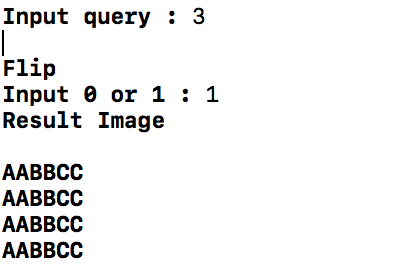 Input query : 3
Flip
Input 0 or 1 : 1
Result Image
AABBCC
AABBCC
AABBCC
AABBCC